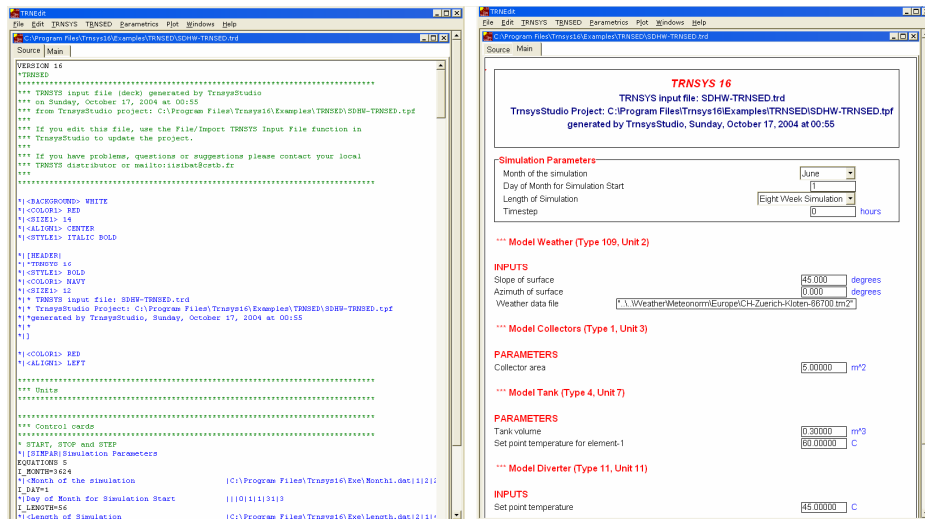 TRNEdit
File Edit TRNSYS TRNSED Parametrics Plot Windows Help
C:\Program Files\Trnsys16\Examples\TRNSED\SDHW-TRNSED.trd
Source Main
VERSION 16
*TRNSED
*******************************************************************************
*** TRNSYS input file (deck) generated by TrnsysStudio
*** on Sunday, October 17, 2004 at 00:55
*** from TrnsysStudio project: C:\Program Files\Trnsys16\Examples\TRNSED\SDHW-TRNSED.tpf
***
*** If you edit this file, use the File/Import TRNSYS Input File function in
*** TrnsysStudio to update the project.
***
*** If you have problems, questions or suggestions please contact your local
*** TRNSYS distributor or mailto:iisibat@cstb.fr
***
*******************************************************************************
*|<BACKGROUND> WHITE
*|<COLOR1> RED
*|<SIZE1> 14
*|<ALIGN1> CENTER
*|<STYLE1> ITALIC BOLD
*|[HEADER|
*|*TRNSYS 16
*|<STYLE1> BOLD
*|<COLOR1> NAVY
*|<SIZE1> 12
*|* TRNSYS input file: SDHW-TRNSED.trd
*|* TrnsysStudio Project: C:\Program Files\Trnsys16\Examples\TRNSED\SDHW-TRNSED.tpf
*|*generated by TrnsysStudio, Sunday, October 17, 2004 at 00:55
*|*
*|]
*|<COLOR1> RED
*|<ALIGN1> LEFT
*******************************************************************************
*** Units
*******************************************************************************
*******************************************************************************
*** Control cards
*******************************************************************************
* START, STOP and STEP
*|[SIMPAR|Simulation Parameters
EQUATIONS 5
I_MONTH=3624
*|<Month of the simulation |C:\Program Files\Trnsys16\Exe\Month1.dat|1|2|
I_DAY=1
*|Day of Month for Simulation Start |||0|1|1|31|3
I_LENGTH=56
*|<Length of Simulation |C:\Program Files\Trnsys16\Exe\Length.dat|2|1|
TRNEdit
File Edit TRNSYS TRNSED Parametrics Plot Windows Help
C:\Program Files\Trnsys16\Examples\TRNSED\SDHW-TRNSED.trd
Source Main
TRNSYS 16
TRNSYS input file: SDHW-TRNSED.trd
TrnsysStudio Project: C:\Program Files\Trnsys16\Examples\TRNSED\SDHW-TRNSED.tpf
generated by TrnsysStudio, Sunday, October 17, 2004 at 00:55
Simulation Parameters
Month of the simulation June
Day of Month for Simulation Start 1
Length of Simulation Eight Week Simulation
Timestep 0 hours
*** Model Weather (Type 109, Unit 2)
INPUTS
Slope of surface 45.000 degrees
Azimuth of surface 0.000 degrees
Weather data file "..\..\Weather\Meteonorm\Europe\CH-Zuerich-Kloten-66700.tm2"
*** Model Collectors (Type 1, Unit 3)
PARAMETERS
Collector area 5.00000 m^2
*** Model Tank (Type 4, Unit 7)
PARAMETERS
Tank volume 0.30000 m^3
Set point temperature for element-1 60.00000 C
*** Model Diverter (Type 11, Unit 11)
INPUTS
Set point temperature 45.00000 C